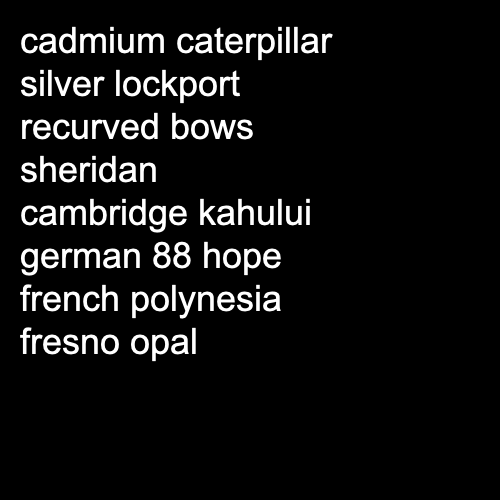 cadmium caterpillar
silver lockport
recurved bows
sheridan
cambridge kahului
german 88 hope
french polynesia
fresno opal